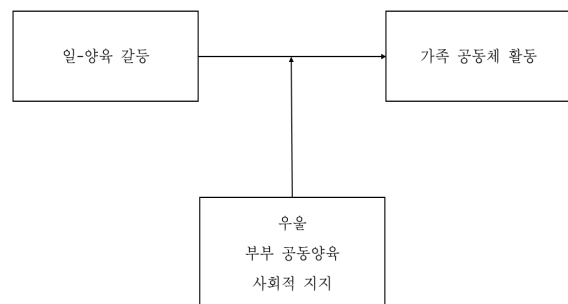 일-양육 갈등
가족 공동체 활동
우울
부부 공동양육
사회적 지지